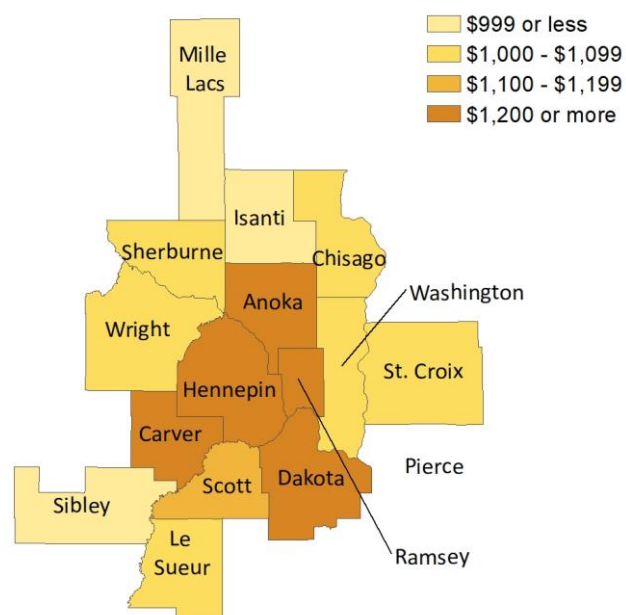 $999 or less
$1,000 - $1,099
$1,100 - $1,199
$1,200 or more
Mille
Lacs
Isanti
Sherburne
Chisago
Anoka
Washington
Wright
Hennepin
St. Croix
Carver
Pierce
Scott
Dakota
Sibley
Ramsey
Le
Sueur